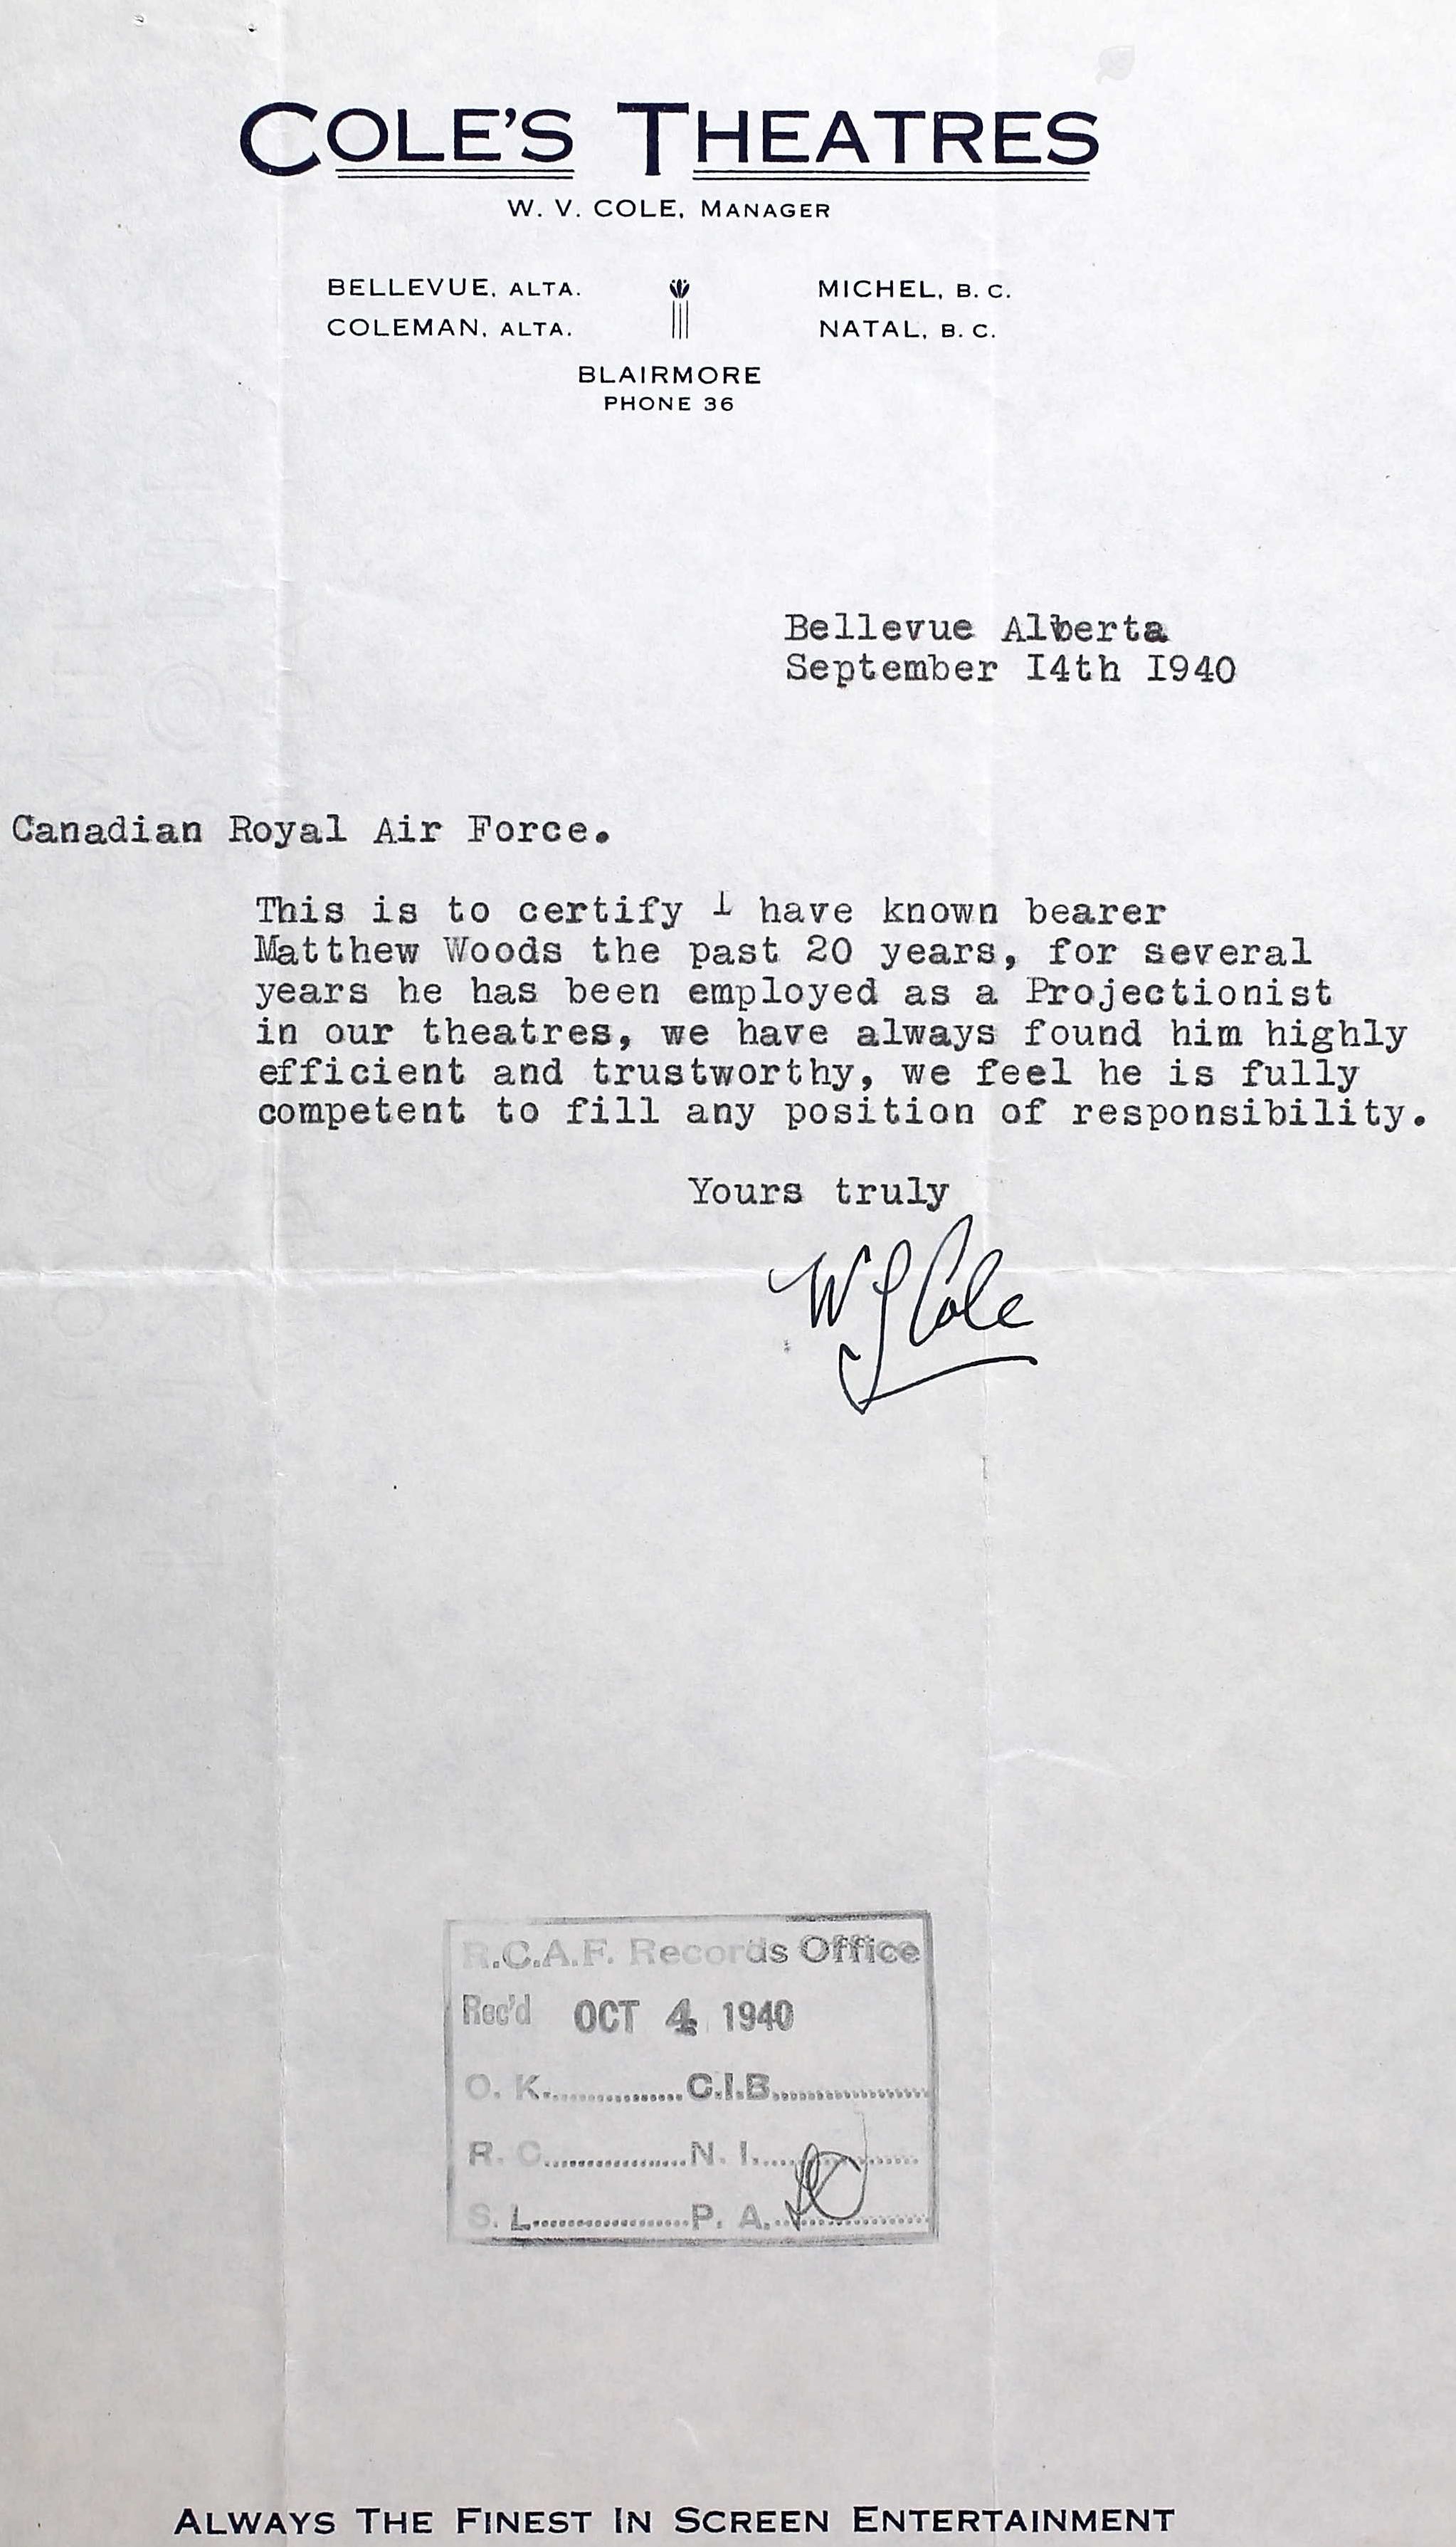 COLE'S THEATRES
W. V. COLE, MANAGER
BELLEVUE, ALTA.
COLEMAN, ALTA.
MICHEL, B. C.
NATAL, B. C.
BLAIRMORE
PHONE 36
Bellevue Alberta
September I4th I940
Canadian Royal Air Force.
This is to certify I have known bearer
Matthew Woods the past 20 years, for several
years he has been employed as a Projectionist
in our theatres, we have always found him highly
efficient and trustworthy, we feel he is fully
competent to fill any position of responsibility.
Yours truly
W Cole
R.C.A.F. Records Office
Rec'd OCT 4 1940
O. K...............C.I.B...................
R. C.................N. I...................
S. L..................P. A...................
ALWAYS THE FINEST IN SCREEN ENTERTAINMENT